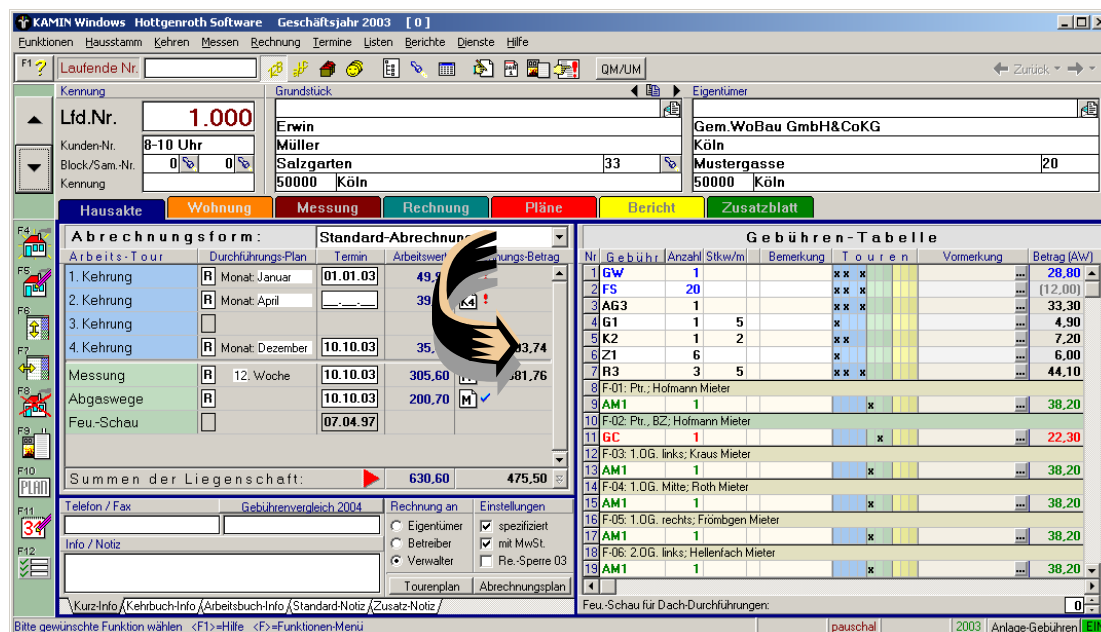 KAMIN Windows Hottgenroth Software Geschäftsjahr 2003 [ 0 ]
Funktionen Hausstamm Kehren Messen Rechnung Termine Listen Berichte Dienste Hilfe
F1 ? Laufende Nr. QM/UM Zurück
Kennung Grundstück Eigentümer
Lfd.Nr. 1.000
Erwin Gem.WoBau GmbH&CoKG
Kunden-Nr. 8-10 Uhr Müller Köln
Block/Sam.-Nr. 0 0 Salzgarten 33 Mustergasse 20
Kennung 50000 Köln 50000 Köln
Hausakte Wohnung Messung Rechnung Pläne Bericht Zusatzblatt
F4 Abrechnungsform: Standard-Abrechnung Gebühren-Tabelle
Arbeits-Tour Durchführungs-Plan Termin Arbeitswert Betrag Nr Gebühr Anzahl Stkw/m Bemerkung Touren Vormerkung Betrag (AW)
1. Kehrung R Monat: Januar 01.01.03 1 GW 1 x x x ... 28,80
F5 2 FS 20 x x x ... (12,00)
2. Kehrung R Monat: April __.__.__ K4 ! 3 AG3 1 x x x ... 33,30
F6 3. Kehrung 4 G1 1 5 x ... 4,90
F7 4. Kehrung R Monat: Dezember 10.10.03 5 K2 1 2 x x ... 7,20
6 Z1 6 x ... 6,00
Messung R 12. Woche 10.10.03 305,60 7 R3 3 5 x x x ... 44,10
F8 8 F-01: Ptr.; Hofmann Mieter
Abgaswege R 10.10.03 200,70 M 9 AM1 1 x ... 38,20
Feu.-Schau 07.04.97 10 F-02: Ptr., BZ; Hofmann Mieter
F9 11 GC 1 x ... 22,30
12 F-03: 1.OG. links; Kraus Mieter
F10 PLAN Summen der Liegenschaft: 630,60 475,50 13 AM1 1 x ... 38,20
14 F-04: 1.OG. Mitte; Roth Mieter
F11 34 Telefon / Fax Gebührenvergleich 2004 Rechnung an Einstellungen 15 AM1 1 x ... 38,20
Eigentümer spezifiziert 16 F-05: 1.OG. rechts; Frömbgen Mieter
Info / Notiz Betreiber mit MwSt. 17 AM1 1 x ... 38,20
F12 Verwalter Re.-Sperre 03 18 F-06: 2.OG. links; Hellenfach Mieter
19 AM1 1 x ... 38,20
Tourenplan Abrechnungsplan
Kurz-Info Kehrbuch-Info Arbeitsbuch-Info Standard-Notiz Zusatz-Notiz Feu.-Schau für Dach-Durchführungen: 0
Bitte gewünschte Funktion wählen <F1>=Hilfe <F>=Funktionen-Menü pauschal 2003 Anlage-Gebühren EIN